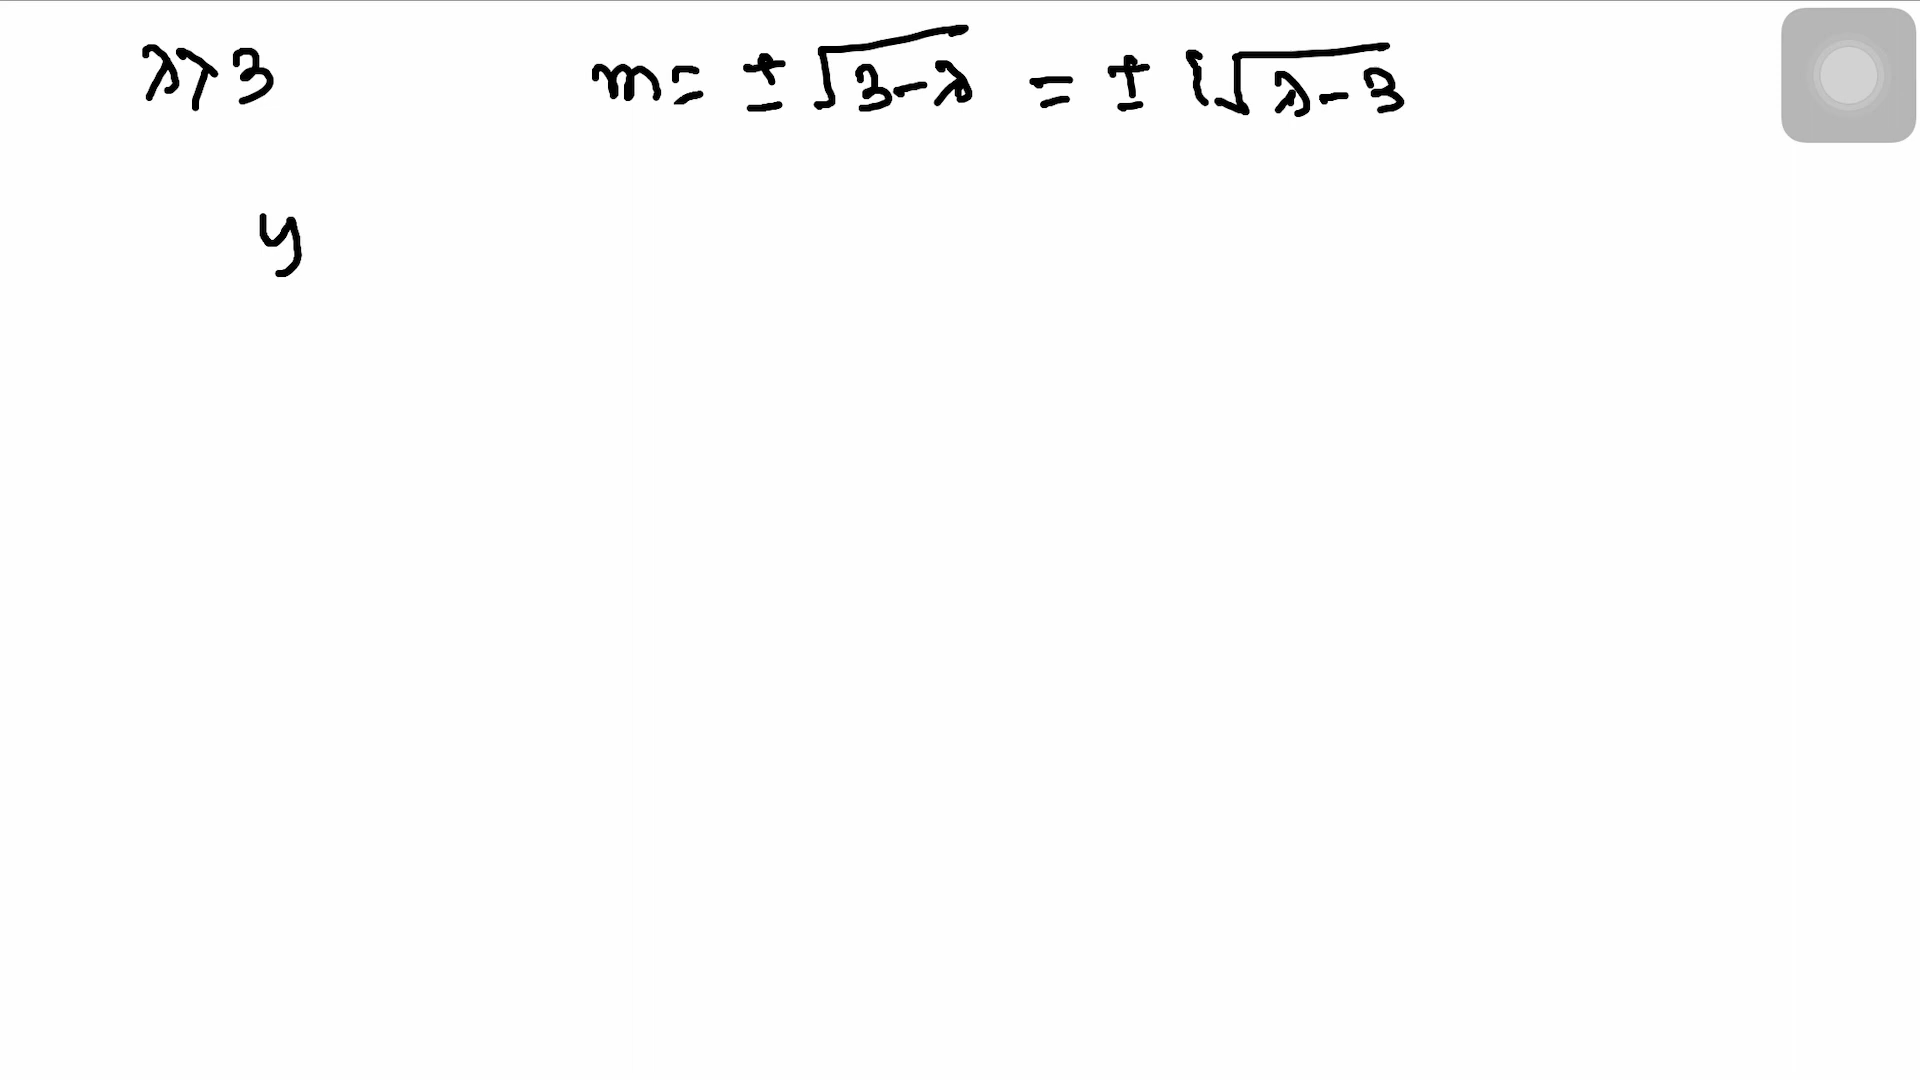 λ > 3 m = ± √(3-λ) = ± i√(λ-3)
y